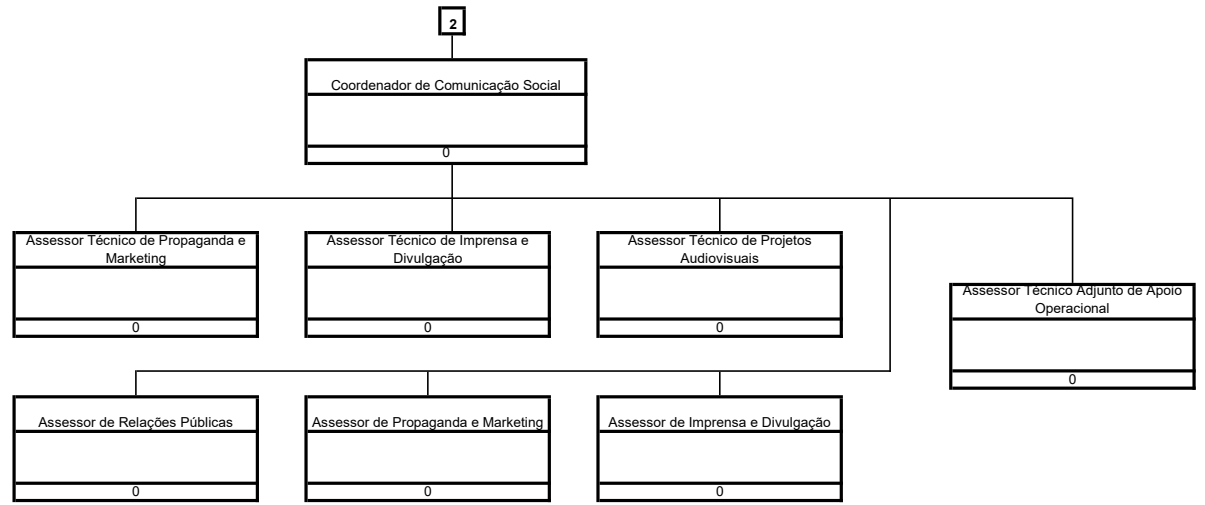 2
Coordenador de Comunicação Social
0
Assessor Técnico de Propaganda e
Marketing
0
Assessor Técnico de Imprensa e
Divulgação
0
Assessor Técnico de Projetos
Audiovisuais
0
Assessor Técnico Adjunto de Apoio
Operacional
0
Assessor de Relações Públicas
0
Assessor de Propaganda e Marketing
0
Assessor de Imprensa e Divulgação
0